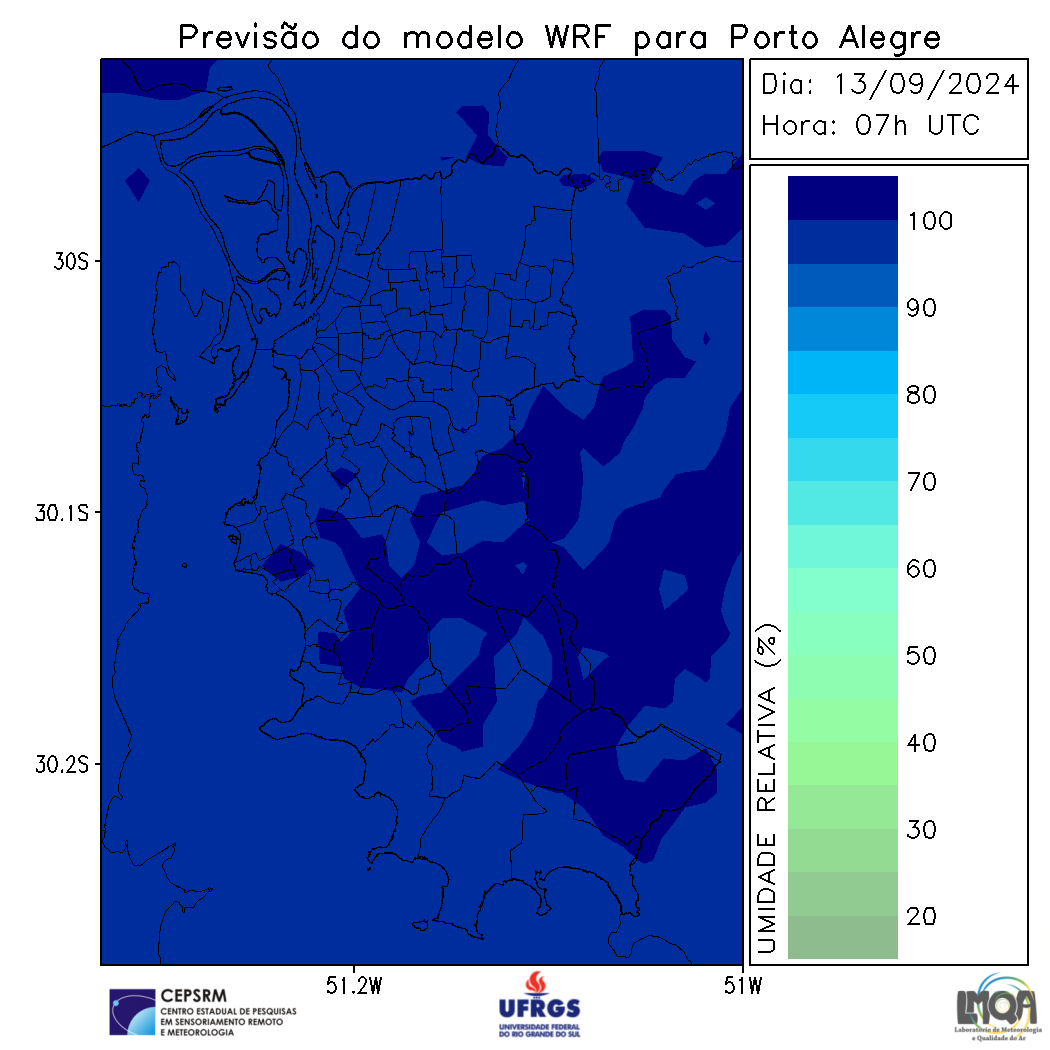 Previsão do modelo WRF para Porto Alegre
Dia: 13/09/2024
Hora: 07h UTC
100
90
80
70
60
50
40
30
20
UMIDADE RELATIVA (%)
30S
30.1S
30.2S
51.2W
51W
CEPSRM
CENTRO ESTADUAL DE PESQUISAS
EM SENSORIAMENTO REMOTO
E METEOROLOGIA
UFRGS
UNIVERSIDADE FEDERAL
DO RIO GRANDE DO SUL
LMQA
Laboratório de Meteorologia
e Qualidade do Ar